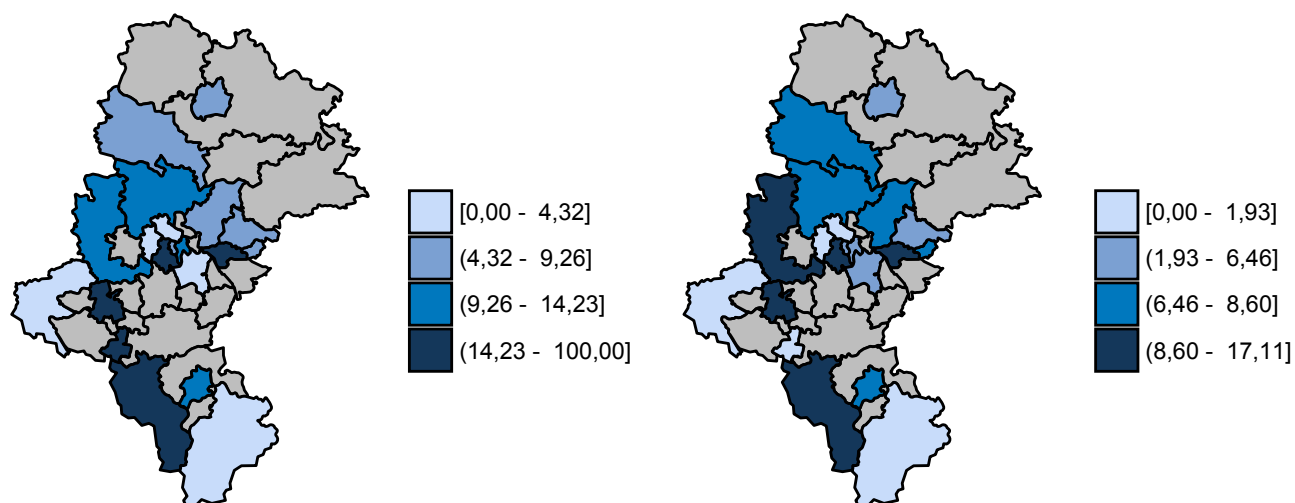 [0,00 - 4,32]
(4,32 - 9,26]
(9,26 - 14,23]
(14,23 - 100,00]
[0,00 - 1,93]
(1,93 - 6,46]
(6,46 - 8,60]
(8,60 - 17,11]